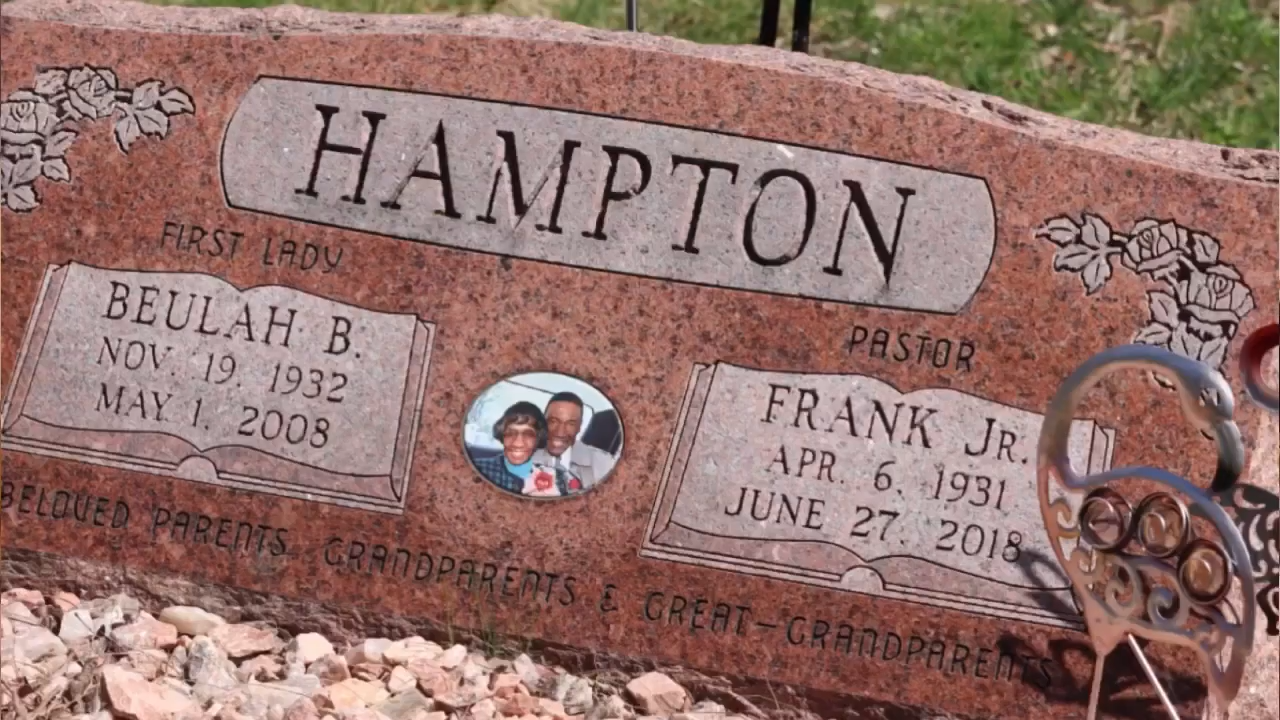 HAMPTON
FIRST LADY
BEULAH B.
NOV. 19. 1932
MAY. 1. 2008
PASTOR
FRANK JR.
APR. 6. 1931
JUNE 27. 2018
BELOVED PARENTS GRANDPARENTS & GREAT-GRANDPARENTS